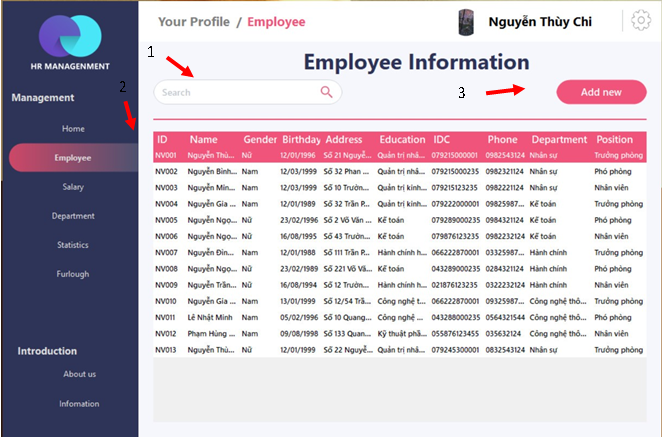 Your Profile / Employee
Nguyễn Thùy Chi
HR MANAGENMENT
1
Employee Information
2
Search
3
Add new
Management
Home
Employee
Salary
Department
Statistics
Furlough
Introduction
About us
Infomation
ID Name Gender Birthday Address Education IDC Phone Department Position
NV001 Nguyễn Thù... Nữ 12/01/1996 Số 21 Nguyễ... Quản trị nhâ... 079215000001 0982543124 Nhân sự Trưởng phòng
NV002 Nguyễn Bình... Nam 12/03/1999 Số 32 Phan ... Quản trị nhâ... 079215000235 0982321124 Nhân sự Phó phòng
NV003 Nguyễn Min... Nam 12/03/1999 Số 10 Trườn... Quản trị kinh... 079215123235 0982221124 Nhân sự Nhân viên
NV004 Nguyễn Gia ... Nam 12/01/1989 Số 32 Trần P... Quản trị kinh... 079222000001 09825987... Kế toán Trưởng phòng
NV005 Nguyễn Ngọ... Nữ 23/02/1996 Số 2 Võ Văn ... Kế toán 079289000235 0984304124 Kế toán Phó phòng
NV006 Nguyễn Ngọ... Nữ 16/08/1995 Số 43 Trườn... Kế toán 079876123235 0982232124 Kế toán Nhân viên
NV007 Nguyễn Đìn... Nam 12/01/1988 Số 111 Trần P... Hành chính h... 066222870001 03325987... Hành chính Trưởng phòng
NV008 Nguyễn Ngọ... Nữ 23/02/1989 Số 221 Võ Vă... Kế toán 043289000235 0284321124 Hành chính Phó phòng
NV009 Nguyễn Trần... Nữ 16/08/1994 Số 12 Trườn... Hành chính h... 021876123235 0322232124 Hành chính Nhân viên
NV010 Nguyễn Gia ... Nam 13/01/1999 Số 12/54 Trầ... Công nghệ t... 066222870001 09325987... Công nghệ thô... Trưởng phòng
NV011 Lê Nhật Minh Nam 05/02/1996 Số 10 Quang... Công nghệ t... 043288000235 0564321544 Công nghệ thô... Phó phòng
NV012 Phạm Hùng ... Nam 09/08/1998 Số 133 Quan... Kỹ thuật phầ... 055876123455 035632124 Công nghệ thô... Nhân viên
NV013 Nguyễn Thù... Nữ 12/01/1999 Số 22 Nguyễ... Quản trị nhâ... 079245300001 0832543124 Nhân sự Trưởng phòng